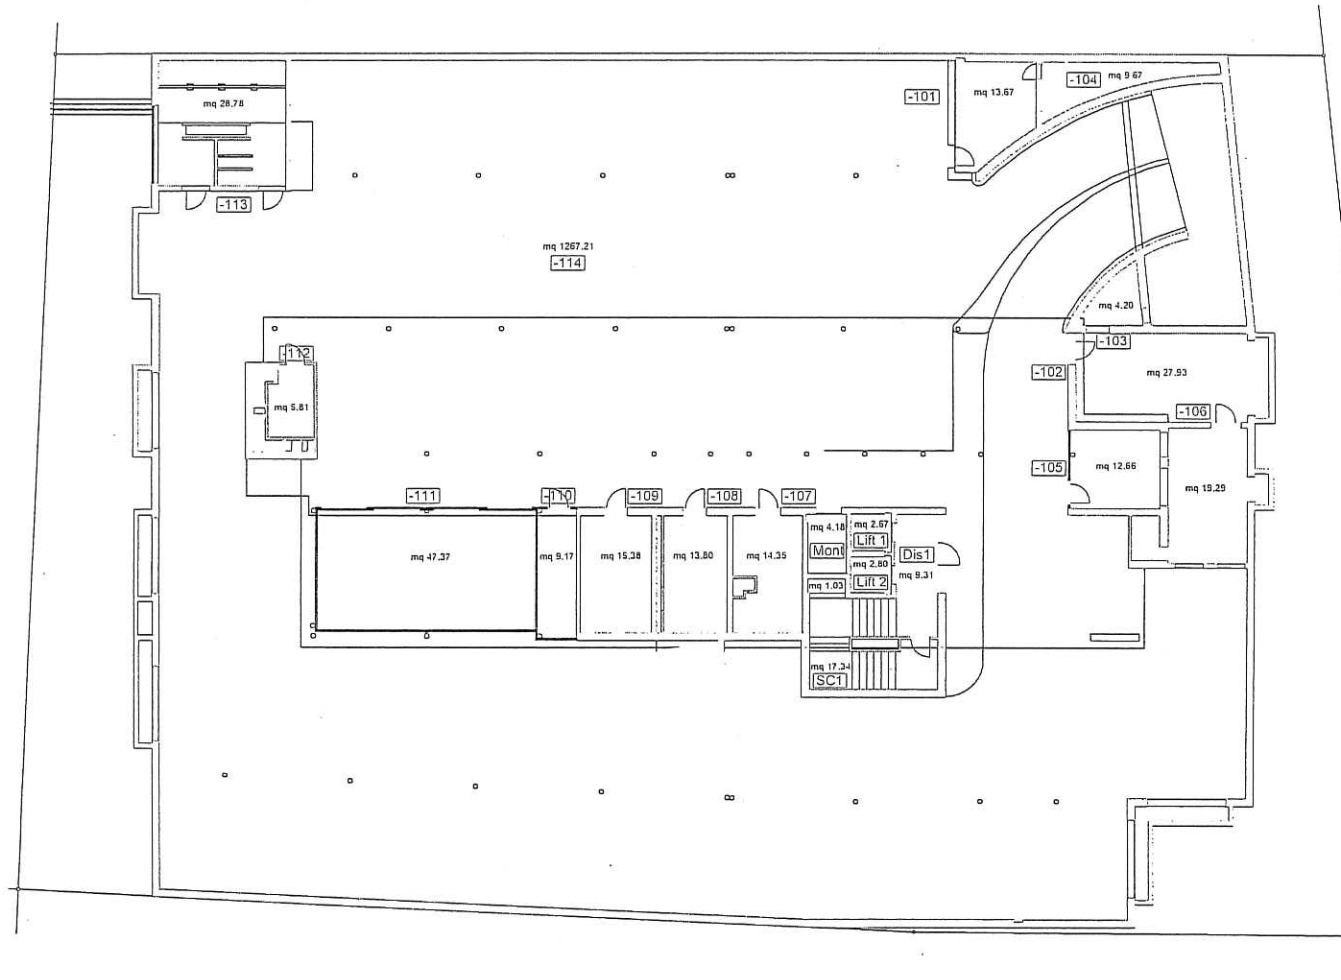 mq 28.78
-101
mq 13.67
-104
mq 9 67
-113
mq 1267.21
-114
mq 4.20
-112
-103
-102
mq 27.93
mq 5.81
-106
-105
mq 12.66
mq 19.29
-111
-110
-109
-108
-107
mq 47.37
mq 9.17
mq 15.38
mq 13.80
mq 14.35
mq 4.18
Mont
mq 1.03
mq 2.67
Lift 1
mq 2.80
Lift 2
Dis1
mq 9.31
mq 17.34
SC1